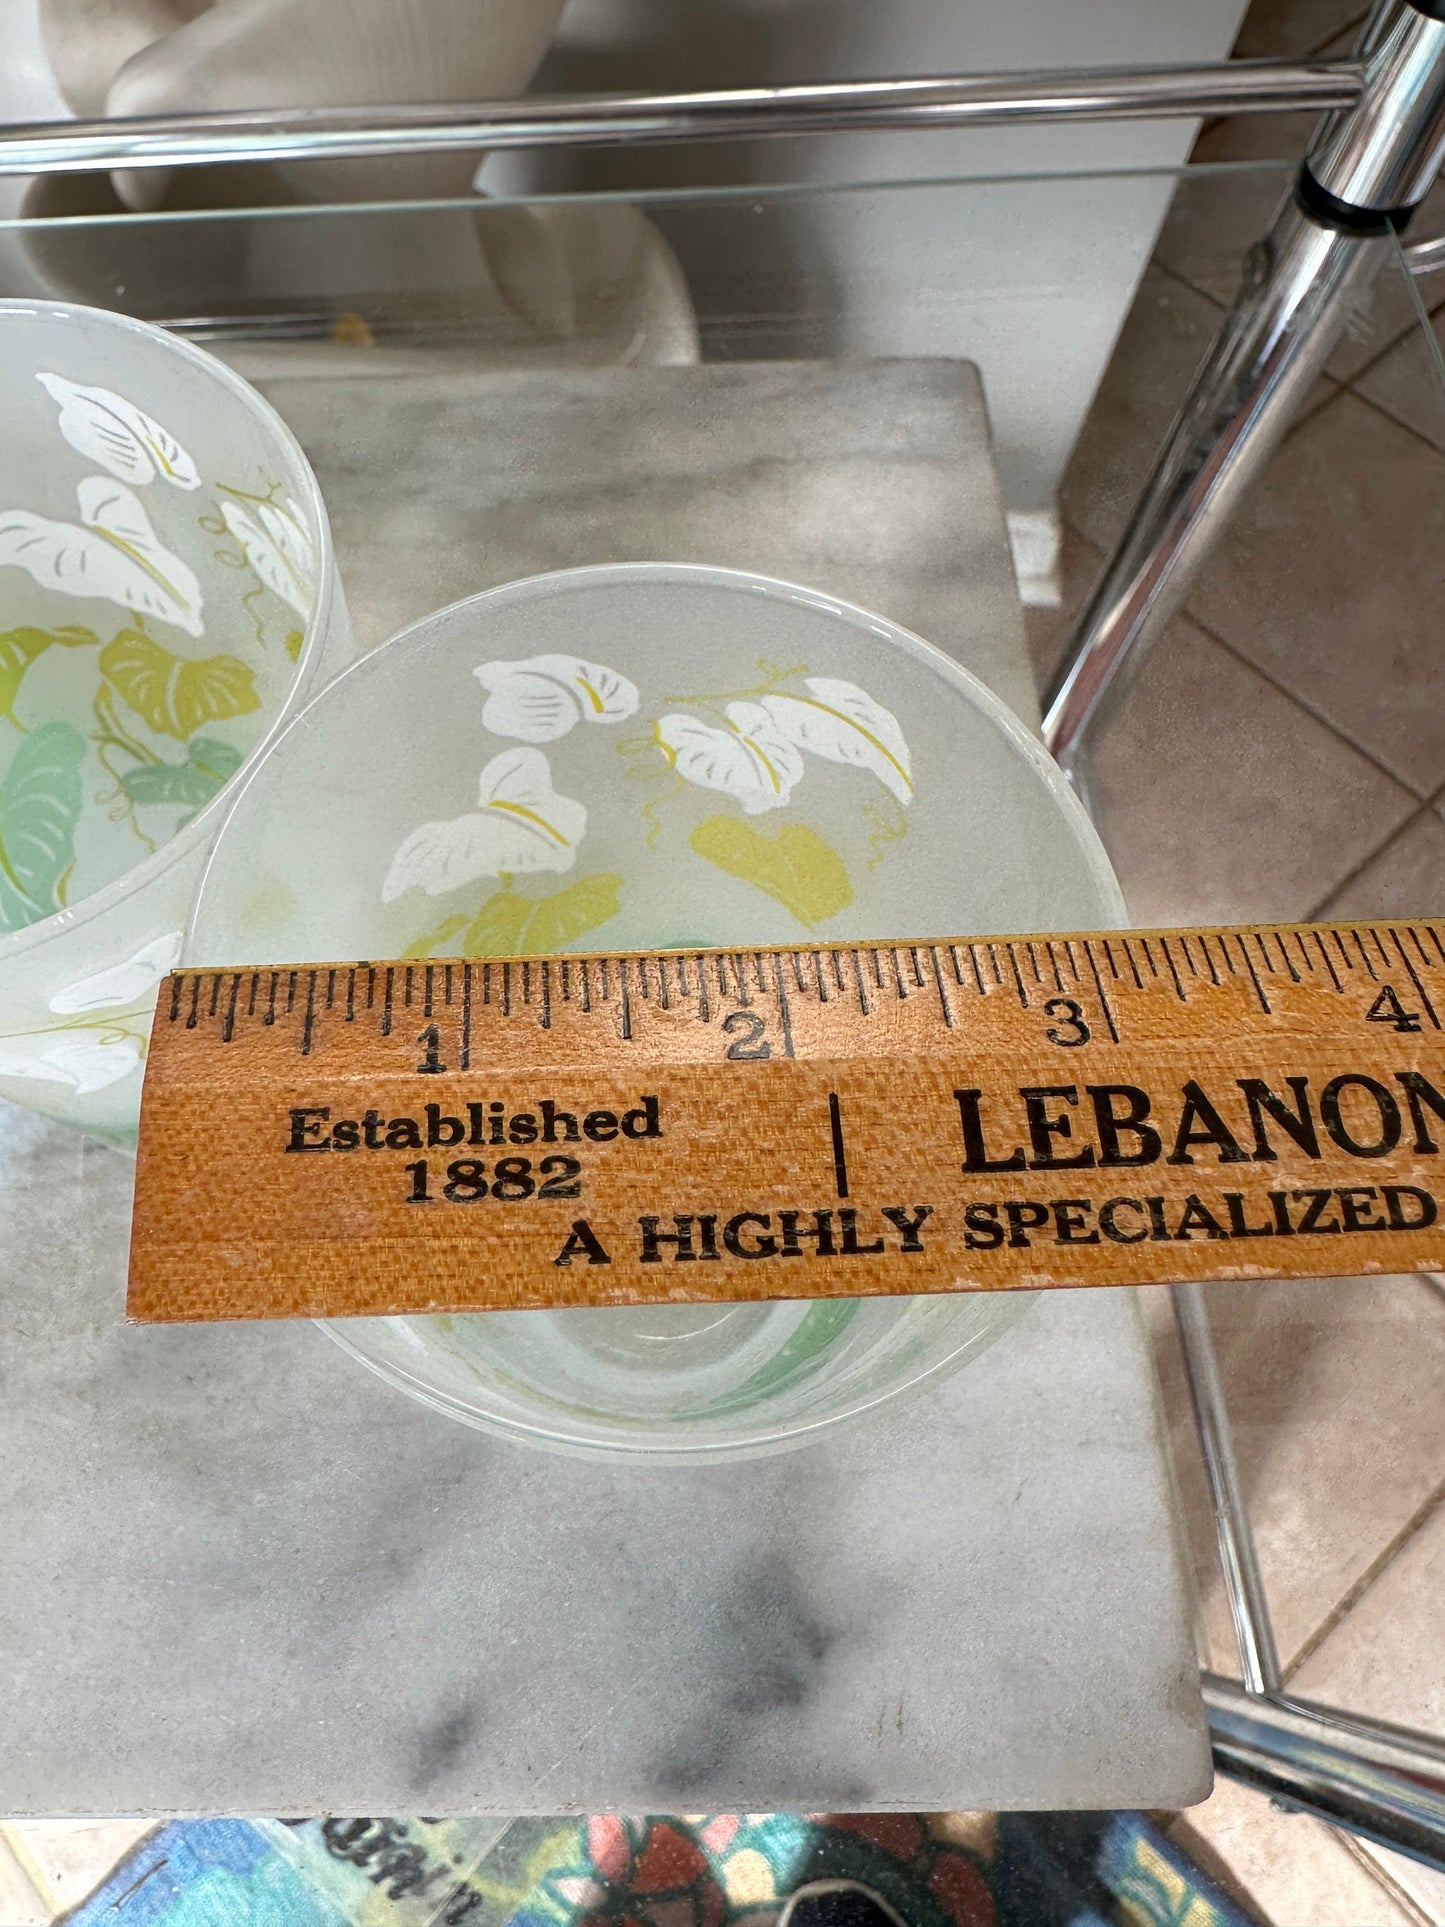 1 2 3 4
Established LEBANON
1882
A HIGHLY SPECIALIZED